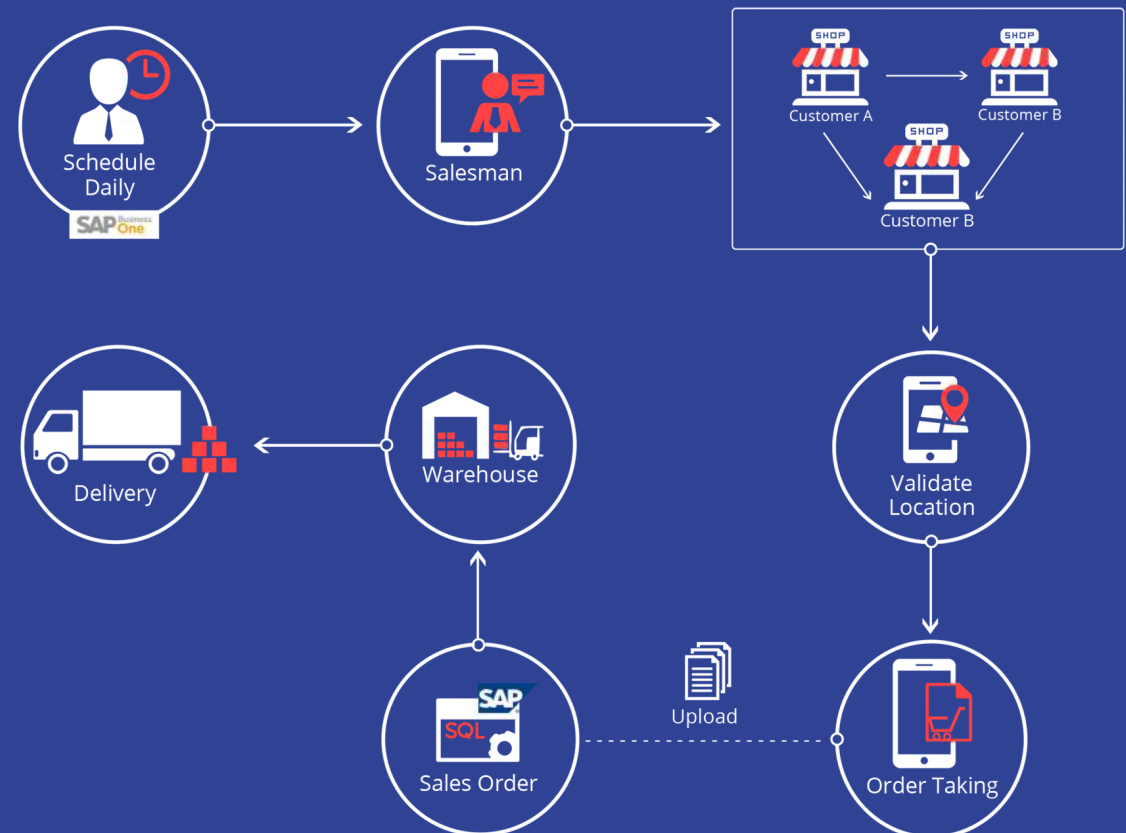 Schedule
Daily
SAP Business
One
Salesman
SHOP
Customer A
SHOP
Customer B
SHOP
Customer B
Validate
Location
Order Taking
Upload
SAP
SQL
Sales Order
Warehouse
Delivery